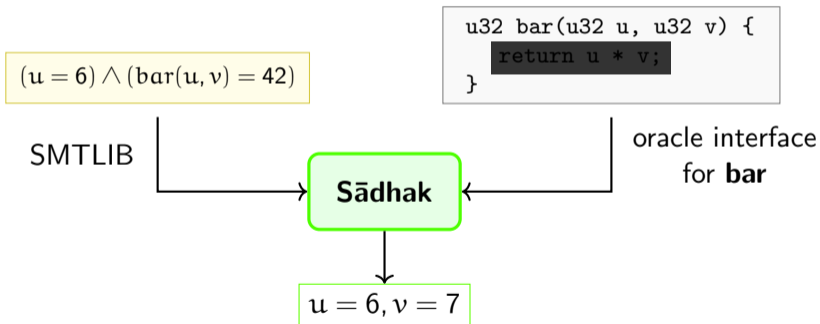 u32 bar(u32 u, u32 v) {
return u * v;
}
(u = 6) ∧ (bar(u, v) = 42)
SMTLIB
oracle interface
for bar
Sādhak
u = 6, v = 7